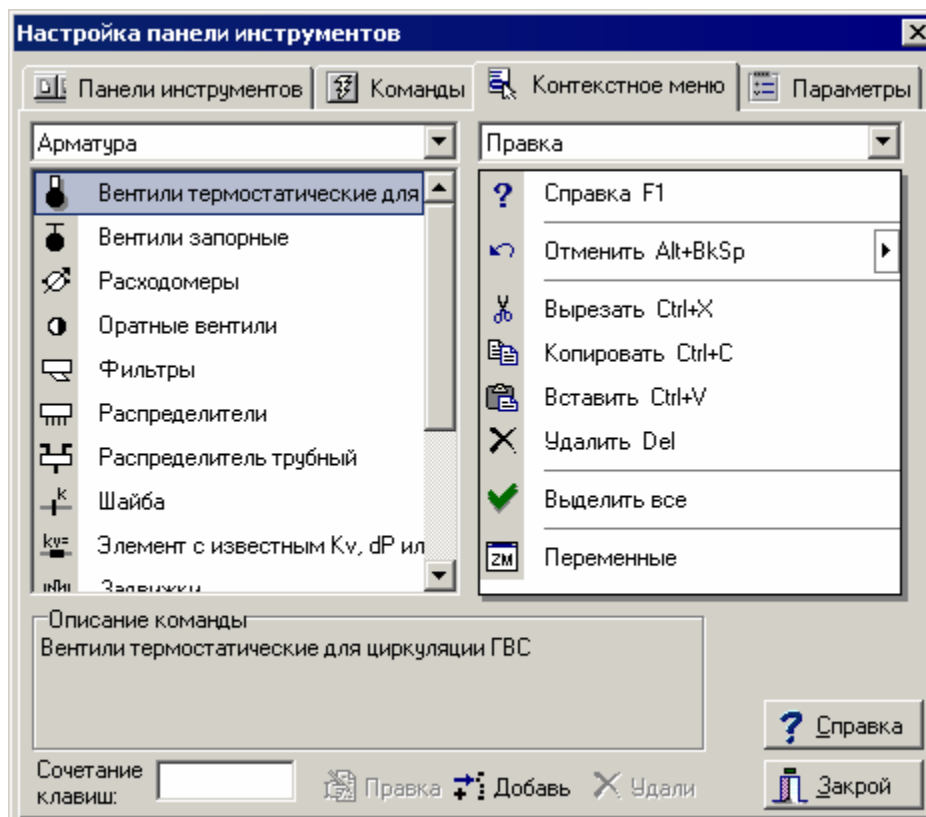 Настройка панели инструментов
Панели инструментов
Команды
Контекстное меню
Параметры
Арматура
Вентили термостатические для
Вентили запорные
Расходомеры
Оратные вентили
Фильтры
Распределители
Распределитель трубный
k
Шайба
kv=
Элемент с известным Kv, dP ил
Задвижки
Правка
? Справка F1
Отменить Alt+BkSp
Вырезать Ctrl+X
Копировать Ctrl+C
Вставить Ctrl+V
Удалить Del
Выделить все
ZM Переменные
Описание команды
Вентили термостатические для циркуляции ГВС
? Справка
Сочетание
клавиш:
Правка
Добавь
Удали
Закрой